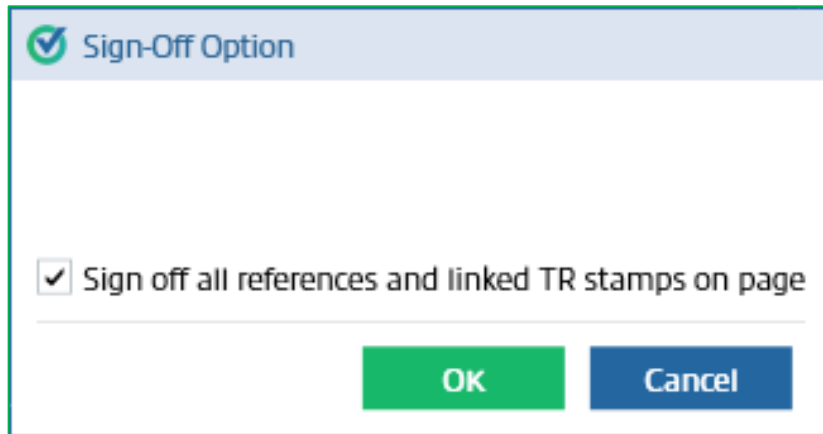 Sign-Off Option
Sign off all references and linked TR stamps on page
OK
Cancel